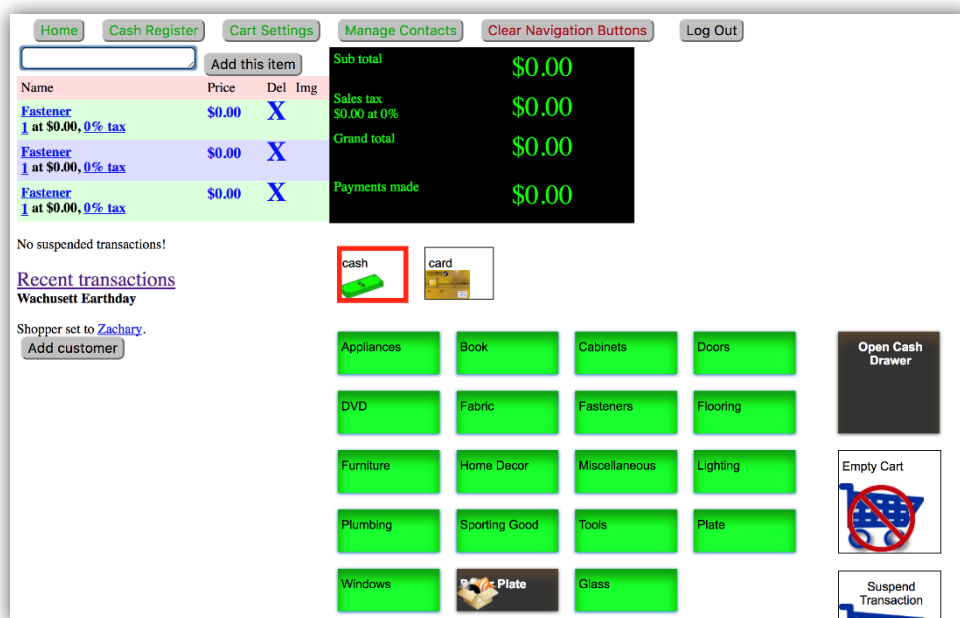 Home Cash Register Cart Settings Manage Contacts Clear Navigation Buttons Log Out
Add this item
Name Price Del Img
Fastener $0.00 X
1 at $0.00, 0% tax
Fastener $0.00 X
1 at $0.00, 0% tax
Fastener $0.00 X
1 at $0.00, 0% tax
Sub total $0.00
Sales tax $0.00
$0.00 at 0%
Grand total $0.00
Payments made $0.00
No suspended transactions!
Recent transactions
Wachusett Earthday
Shopper set to Zachary.
Add customer
cash card
Appliances Book Cabinets Doors
DVD Fabric Fasteners Flooring
Furniture Home Decor Miscellaneous Lighting
Plumbing Sporting Good Tools Plate
Windows Plate Glass
Open Cash
Drawer
Empty Cart
Suspend
Transaction